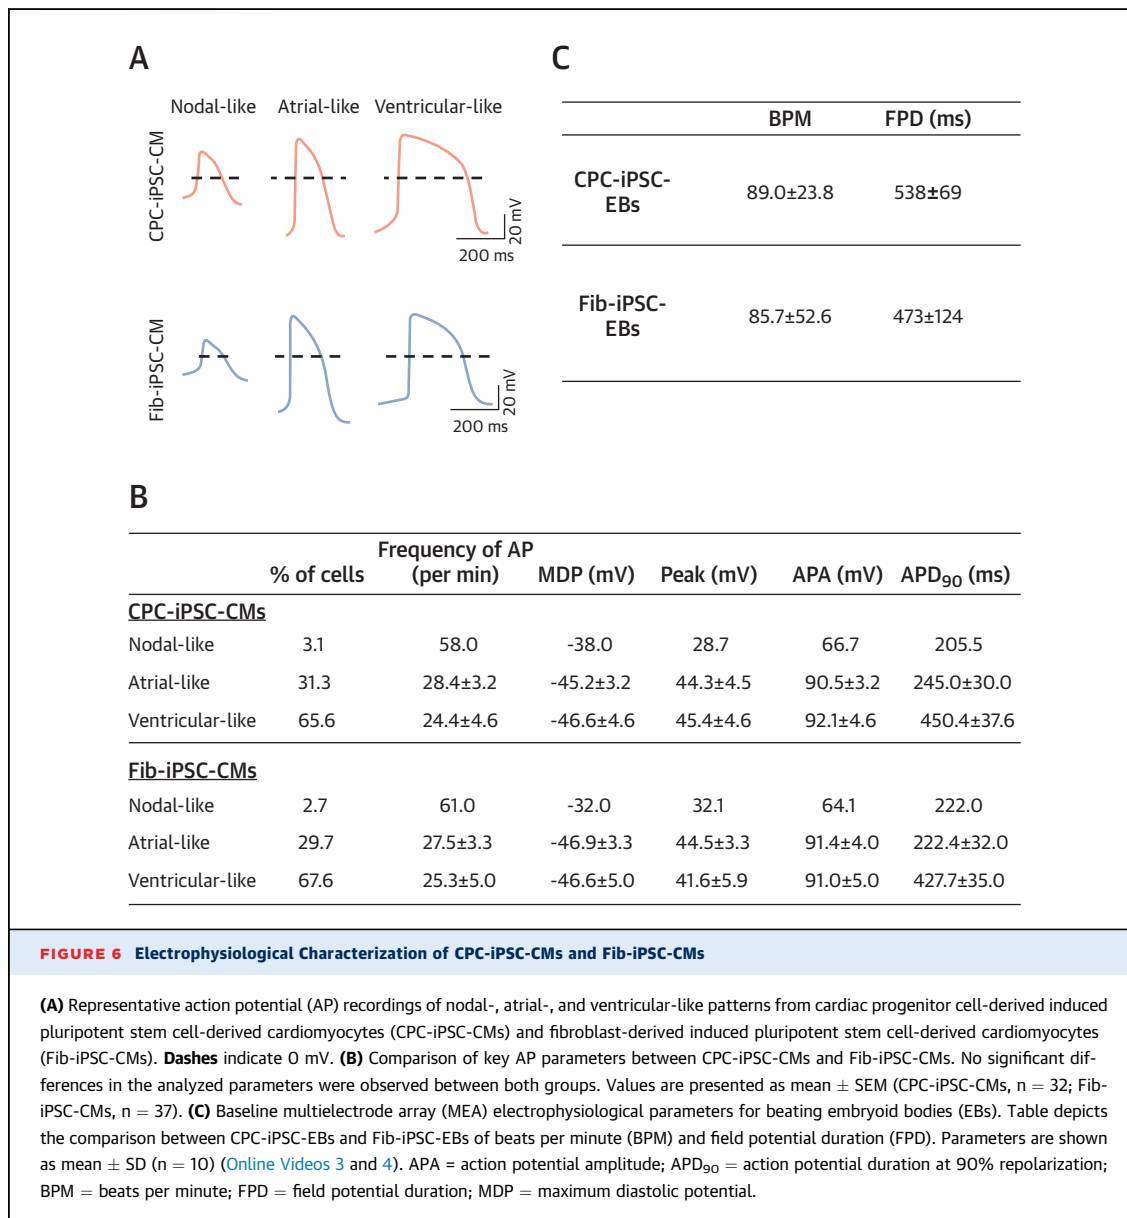 A
Nodal-like Atrial-like Ventricular-like
CPC-iPSC-CM
20 mV
200 ms
Fib-iPSC-CM
20 mV
200 ms
C
BPM FPD (ms)
CPC-iPSC-
EBs 89.0±23.8 538±69
Fib-iPSC-
EBs 85.7±52.6 473±124
B
Frequency of AP
% of cells (per min) MDP (mV) Peak (mV) APA (mV) APD90 (ms)
CPC-iPSC-CMs
Nodal-like 3.1 58.0 -38.0 28.7 66.7 205.5
Atrial-like 31.3 28.4±3.2 -45.2±3.2 44.3±4.5 90.5±3.2 245.0±30.0
Ventricular-like 65.6 24.4±4.6 -46.6±4.6 45.4±4.6 92.1±4.6 450.4±37.6
Fib-iPSC-CMs
Nodal-like 2.7 61.0 -32.0 32.1 64.1 222.0
Atrial-like 29.7 27.5±3.3 -46.9±3.3 44.5±3.3 91.4±4.0 222.4±32.0
Ventricular-like 67.6 25.3±5.0 -46.6±5.0 41.6±5.9 91.0±5.0 427.7±35.0
FIGURE 6 Electrophysiological Characterization of CPC-iPSC-CMs and Fib-iPSC-CMs
(A) Representative action potential (AP) recordings of nodal-, atrial-, and ventricular-like patterns from cardiac progenitor cell-derived induced
pluripotent stem cell-derived cardiomyocytes (CPC-iPSC-CMs) and fibroblast-derived induced pluripotent stem cell-derived cardiomyocytes
(Fib-iPSC-CMs). Dashes indicate 0 mV. (B) Comparison of key AP parameters between CPC-iPSC-CMs and Fib-iPSC-CMs. No significant dif-
ferences in the analyzed parameters were observed between both groups. Values are presented as mean ± SEM (CPC-iPSC-CMs, n = 32; Fib-
iPSC-CMs, n = 37). (C) Baseline multielectrode array (MEA) electrophysiological parameters for beating embryoid bodies (EBs). Table depicts
the comparison between CPC-iPSC-EBs and Fib-iPSC-EBs of beats per minute (BPM) and field potential duration (FPD). Parameters are shown
as mean ± SD (n = 10) (Online Videos 3 and 4). APA = action potential amplitude; APD90 = action potential duration at 90% repolarization;
BPM = beats per minute; FPD = field potential duration; MDP = maximum diastolic potential.